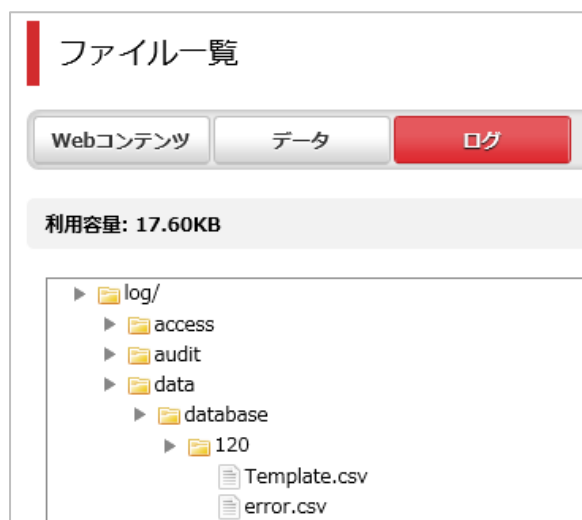 ファイル一覧
Webコンテンツ データ ログ
利用容量: 17.60KB
log/
access
audit
data
database
120
Template.csv
error.csv